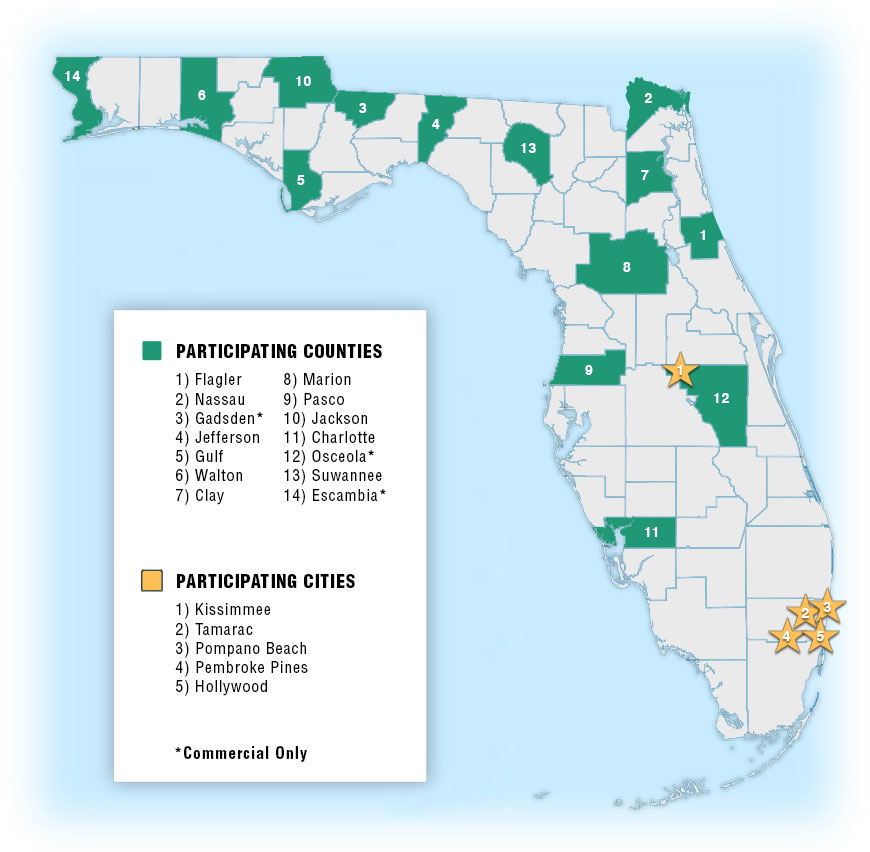 14
10
6
3
4
2
13
7
5
1
8
9
1
12
11
2
3
4
5
PARTICIPATING COUNTIES
1) Flagler
2) Nassau
3) Gadsden*
4) Jefferson
5) Gulf
6) Walton
7) Clay
8) Marion
9) Pasco
10) Jackson
11) Charlotte
12) Osceola*
13) Suwannee
14) Escambia*
PARTICIPATING CITIES
1) Kissimmee
2) Tamarac
3) Pompano Beach
4) Pembroke Pines
5) Hollywood
*Commercial Only